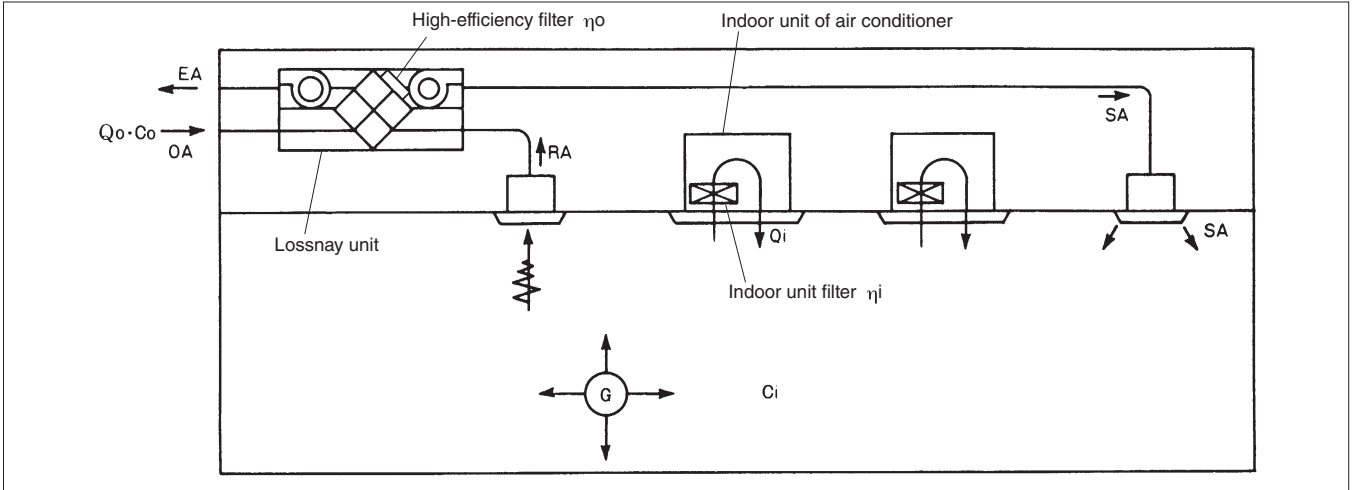 High-efficiency filter ηo
Indoor unit of air conditioner
EA
SA
Qo·Co
OA
RA
Lossnay unit
Qi
SA
Indoor unit filter ηi
G
Ci